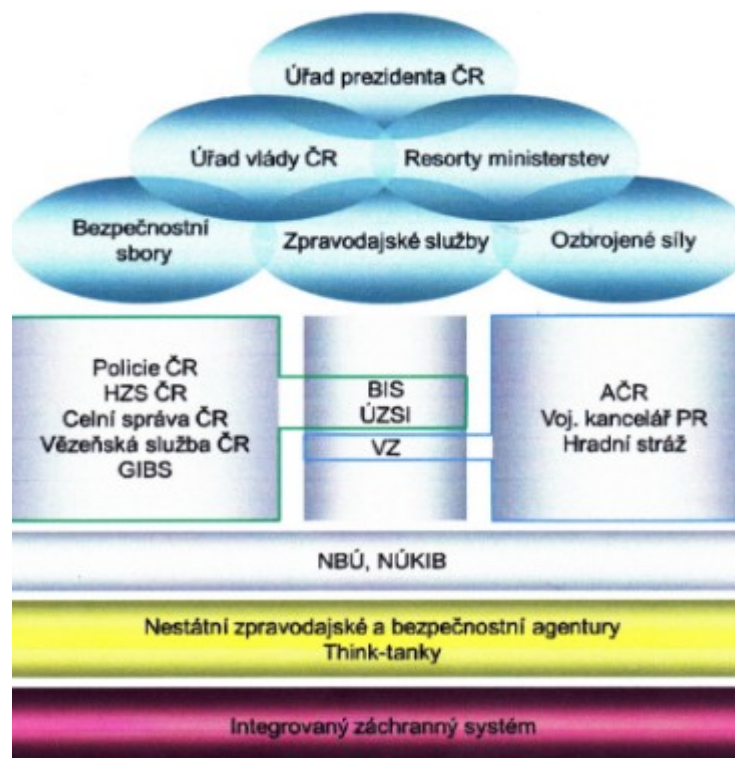 Úřad prezidenta ČR
Úřad vlády ČR
Resorty ministerstev
Bezpečnostní
sbory
Zpravodajské služby
Ozbrojené síly
Policie ČR
HZS ČR
Celní správa ČR
Vězeňská služba ČR
GIBS
BIS
ÚZSI
VZ
AČR
Voj. kancelář PR
Hradní stráž
NBÚ, NÚKIB
Nestátní zpravodajské a bezpečnostní agentury
Think-tanky
Integrovaný záchranný systém